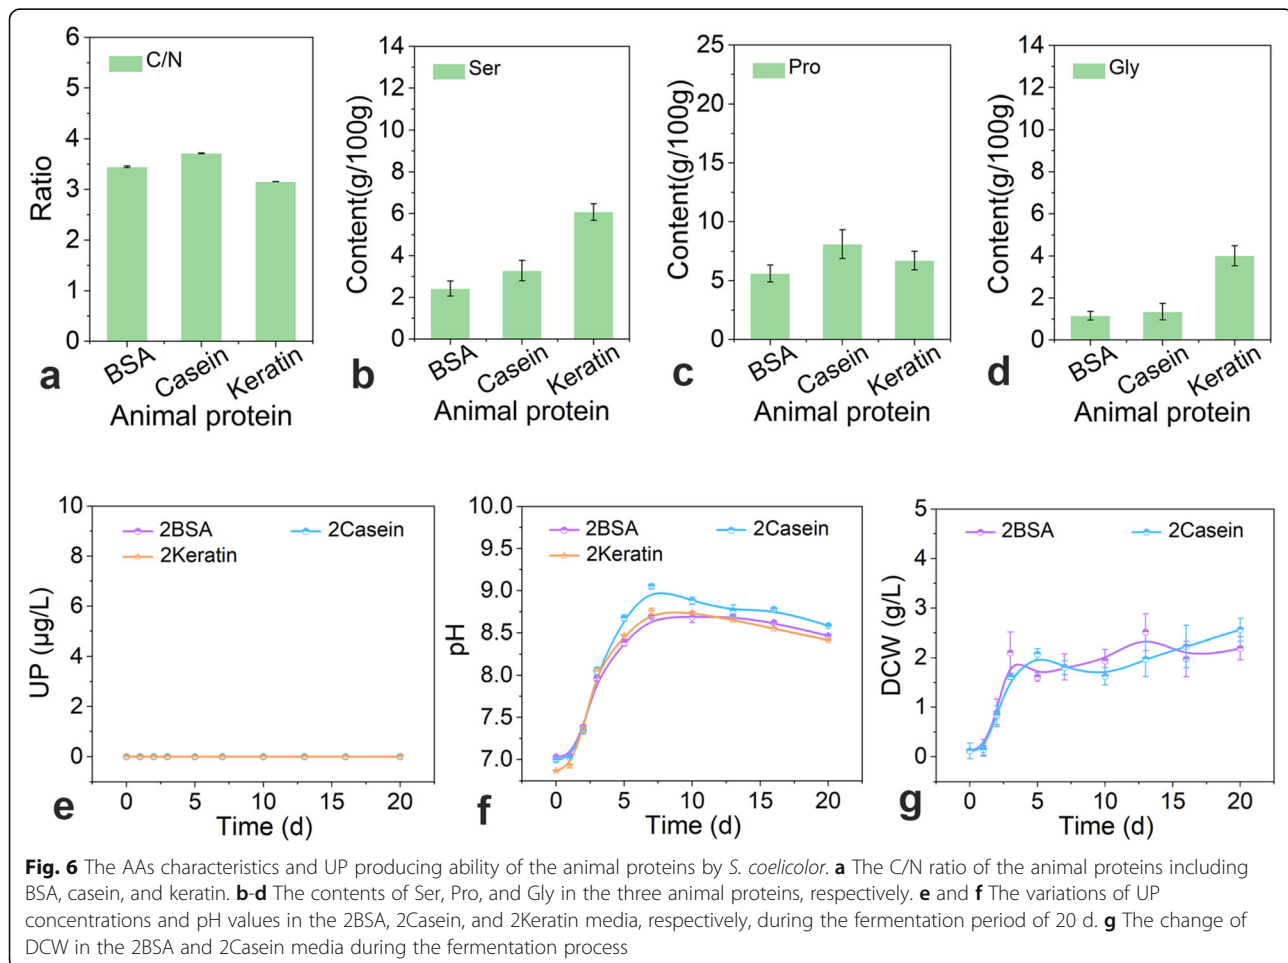 6
5
4
3
2
1
0
Ratio
C/N
BSA
Casein
Keratin
a
Animal protein
14
12
10
8
6
4
2
0
Content(g/100g)
Ser
BSA
Casein
Keratin
b
Animal protein
25
20
15
10
5
0
Content(g/100g)
Pro
BSA
Casein
Keratin
c
Animal protein
14
12
10
8
6
4
2
0
Content(g/100g)
Gly
BSA
Casein
Keratin
d
Animal protein
10
8
6
4
2
0
UP (µg/L)
2BSA
2Casein
2Keratin
0 5 10 15 20
e
Time (d)
10.0
9.5
9.0
8.5
8.0
7.5
7.0
pH
2BSA
2Casein
2Keratin
0 5 10 15 20
f
Time (d)
5
4
3
2
1
0
DCW (g/L)
2BSA
2Casein
0 5 10 15 20
g
Time (d)
Fig. 6 The AAs characteristics and UP producing ability of the animal proteins by S. coelicolor. a The C/N ratio of the animal proteins including
BSA, casein, and keratin. b-d The contents of Ser, Pro, and Gly in the three animal proteins, respectively. e and f The variations of UP
concentrations and pH values in the 2BSA, 2Casein, and 2Keratin media, respectively, during the fermentation period of 20 d. g The change of
DCW in the 2BSA and 2Casein media during the fermentation process